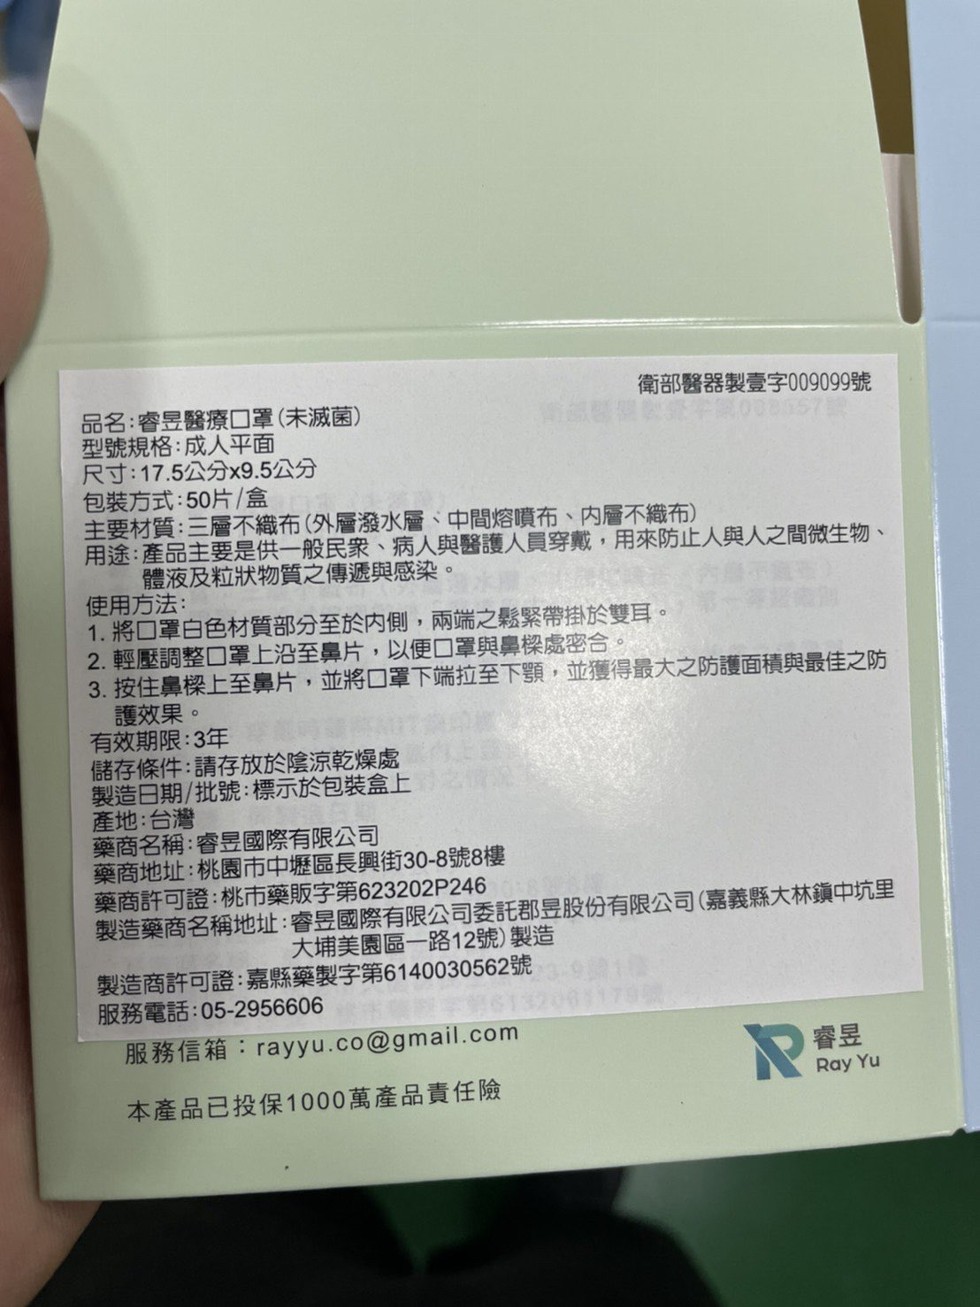 衛部醫器製壹字009099號
品名:睿昱醫療口罩(未滅菌)
型號規格:成人平面
尺寸:17.5公分x9.5公分
包裝方式:50片/盒
主要材質:三層不織布(外層潑水層、中間熔噴布、內層不織布)
用途:產品主要是供一般民眾、病人與醫護人員穿戴,用來防止人與人之間微生物、
體液及粒狀物質之傳遞與感染。
使用方法:
1. 將口罩白色材質部分至於內側,兩端之鬆緊帶掛於雙耳。
2. 輕壓調整口罩上沿至鼻片,以便口罩與鼻樑處密合。
3. 按住鼻樑上至鼻片,並將口罩下端拉至下顎,並獲得最大之防護面積與最佳之防
護效果。
有效期限:3年
儲存條件:請存放於陰涼乾燥處
製造日期/批號:標示於包裝盒上
產地:台灣
藥商名稱:睿昱國際有限公司
藥商地址:桃園市中壢區長興街30-8號8樓
藥商許可證:桃市藥販字第623202P246
製造藥商名稱地址:睿昱國際有限公司委託郡昱股份有限公司(嘉義縣大林鎮中坑里
大埔美園區一路12號)製造
製造商許可證:嘉縣藥製字第6140030562號
服務電話:05-2956606
服務信箱:rayyu.co@gmail.com
本產品已投保1000萬產品責任險
睿昱
Ray Yu